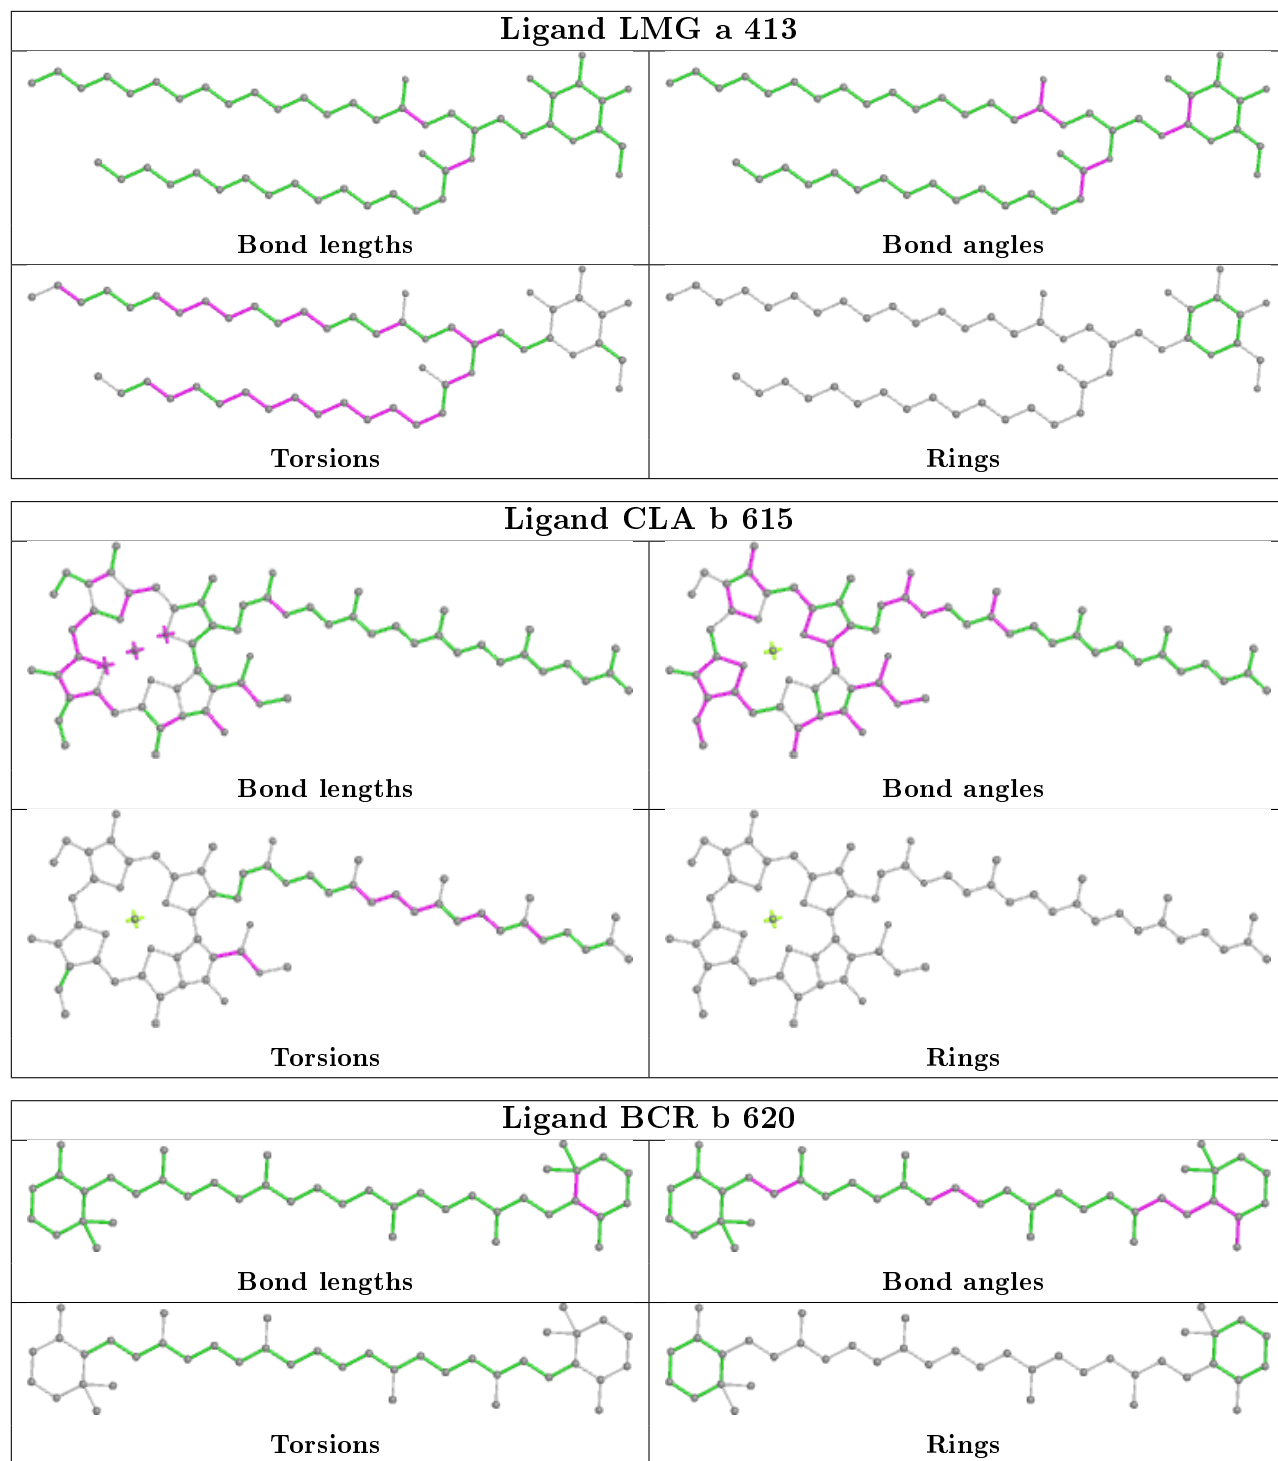 Ligand LMG a 413
Bond lengths
Bond angles
Torsions
Rings
Ligand CLA b 615
Bond lengths
Bond angles
Torsions
Rings
Ligand BCR b 620
Bond lengths
Bond angles
Torsions
Rings